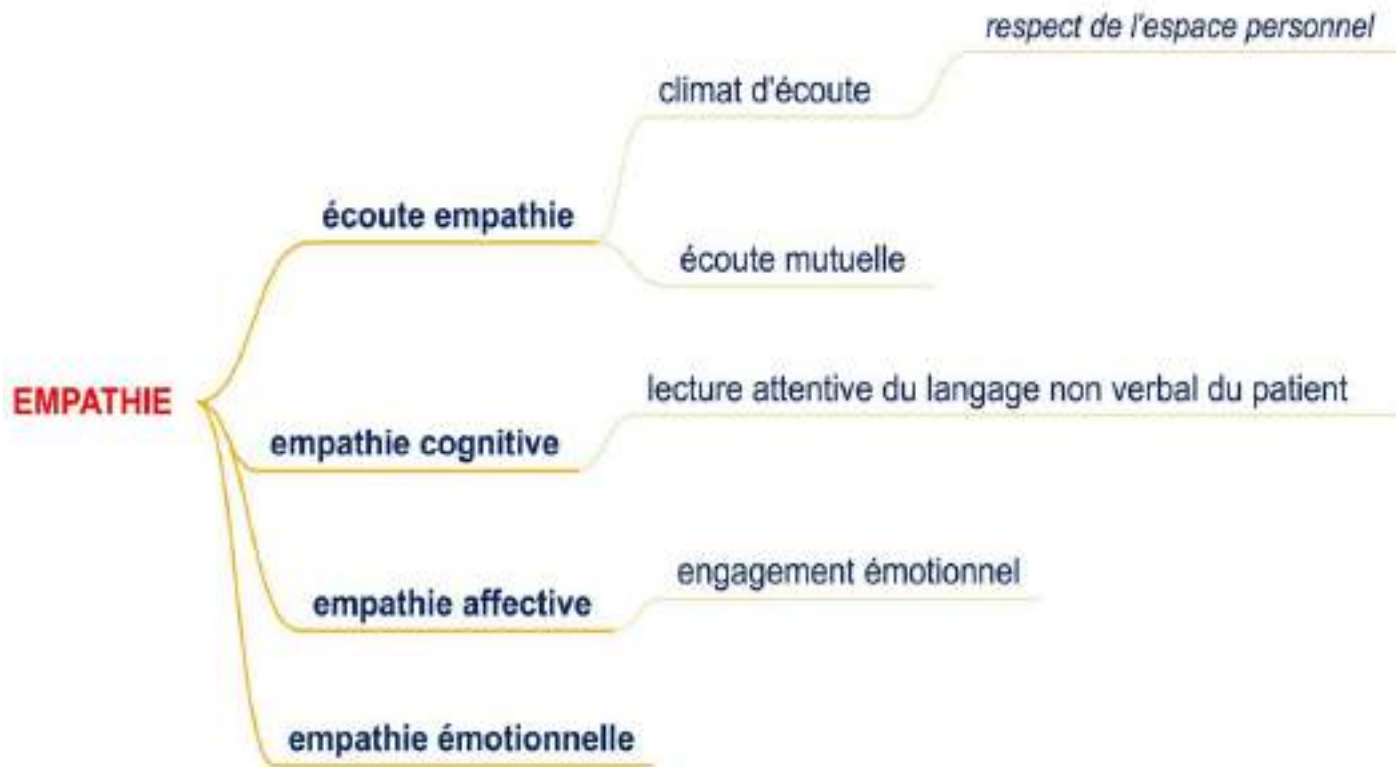 respect de l'espace personnel
climat d'écoute
écoute empathie
écoute mutuelle
EMPATHIE
lecture attentive du langage non verbal du patient
empathie cognitive
engagement émotionnel
empathie affective
empathie émotionnelle